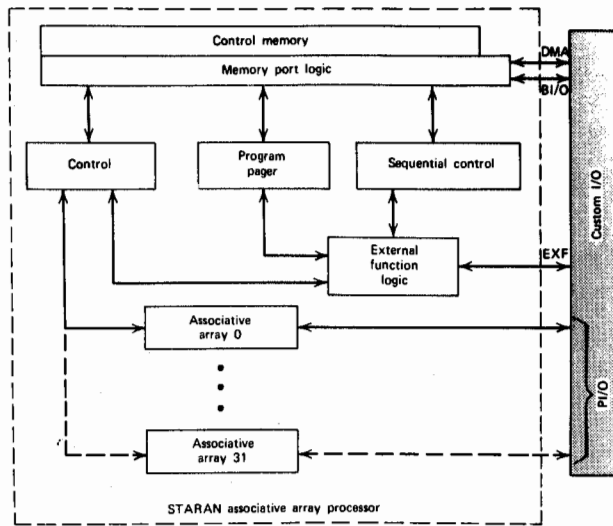 Control memory
Memory port logic
DMA
BI/O
Control
Program
pager
Sequential control
Custom I/O
External
function
logic
EXF
Associative
array 0
PI/O
Associative
array 31
STARAN associative array processor